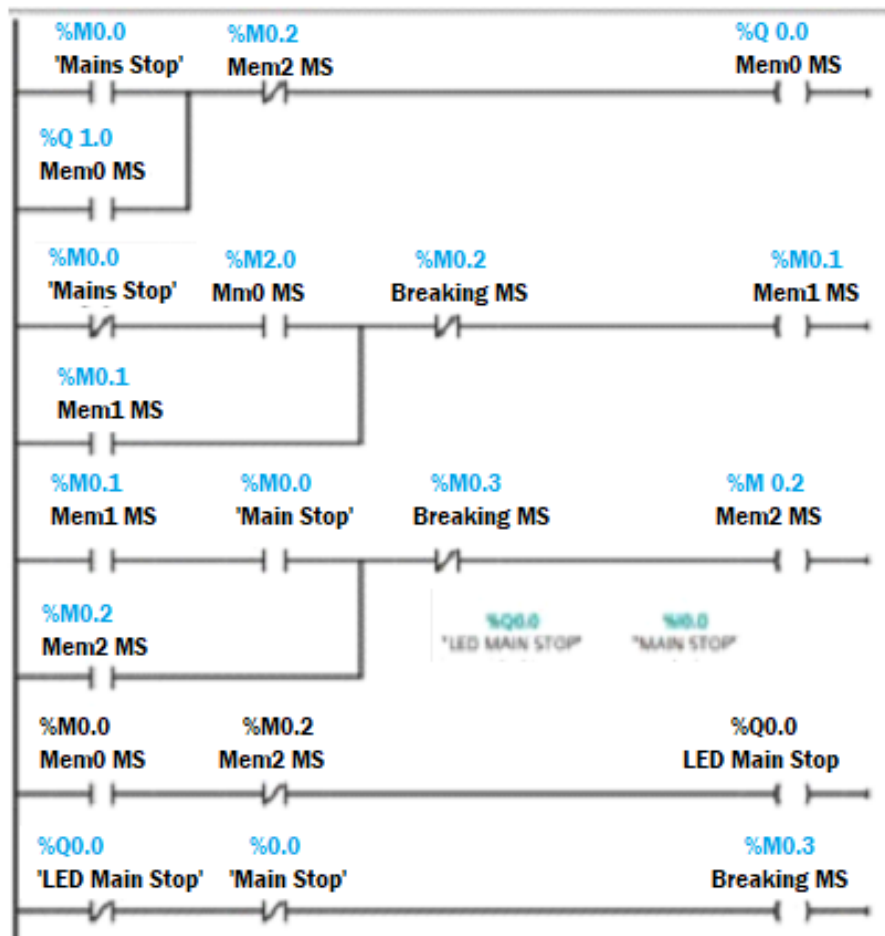 %M0.0 %M0.2 %Q 0.0
'Mains Stop' Mem2 MS Mem0 MS
%Q 1.0
Mem0 MS
%M0.0 %M2.0 %M0.2 %M0.1
'Mains Stop' Mm0 MS Breaking MS Mem1 MS
%M0.1
Mem1 MS
%M0.1 %M0.0 %M0.3 %M 0.2
Mem1 MS 'Main Stop' Breaking MS Mem2 MS
%M0.2
Mem2 MS
%Q0.0 %I0.0
"LED MAIN STOP" "MAIN STOP"
%M0.0 %M0.2 %Q0.0
Mem0 MS Mem2 MS LED Main Stop
%Q0.0 %0.0 %M0.3
'LED Main Stop' 'Main Stop' Breaking MS